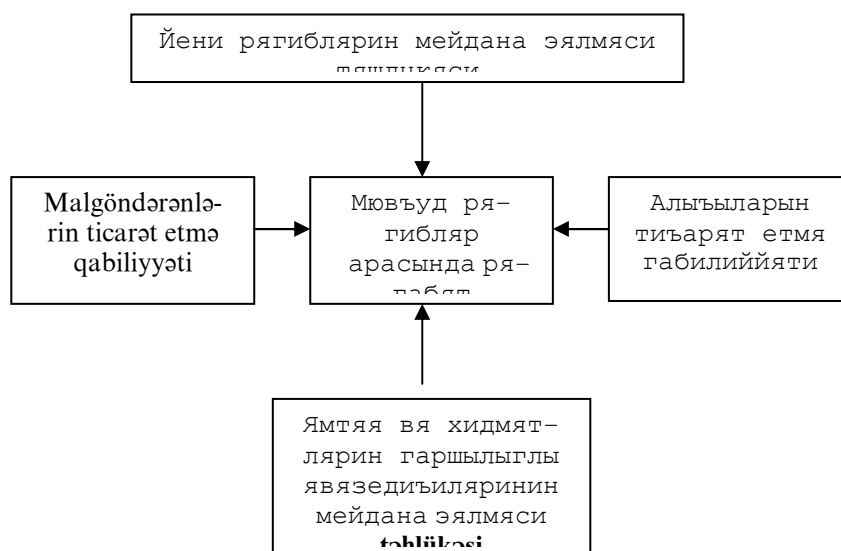 Йени рягиблярин мейдана эялмяси
Malgöndərənlə-
rin ticarət etmə
qabiliyyəti
Мювъуд ря-
гибляр
арасында ря-
Алыъыларын
тиъарят етмя
габилиййяти
Ямтяя вя хидмят-
лярин гаршылыглы
явязедиъиляринин
мейдана эялмяси
təhlükəsi